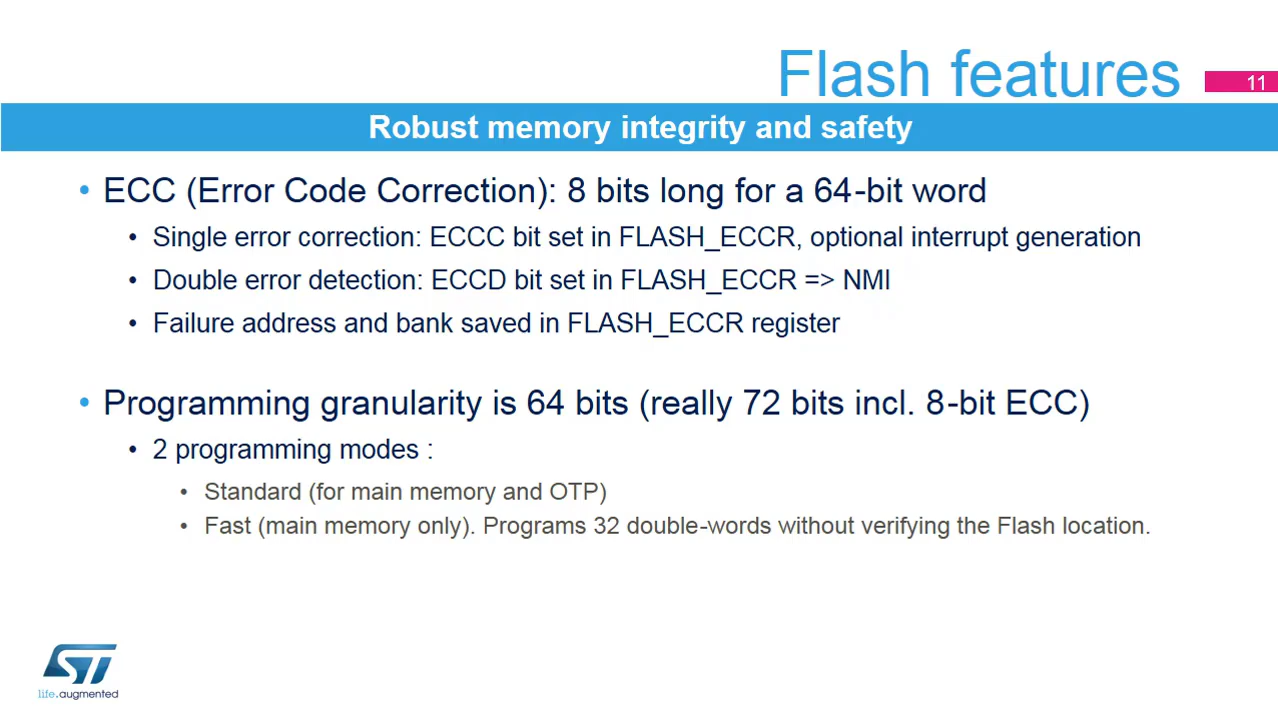 Flash features
11
Robust memory integrity and safety
• ECC (Error Code Correction): 8 bits long for a 64-bit word
• Single error correction: ECCC bit set in FLASH_ECCR, optional interrupt generation
• Double error detection: ECCD bit set in FLASH_ECCR => NMI
• Failure address and bank saved in FLASH_ECCR register
• Programming granularity is 64 bits (really 72 bits incl. 8-bit ECC)
• 2 programming modes :
• Standard (for main memory and OTP)
• Fast (main memory only). Programs 32 double-words without verifying the Flash location.
ST
life.augmented